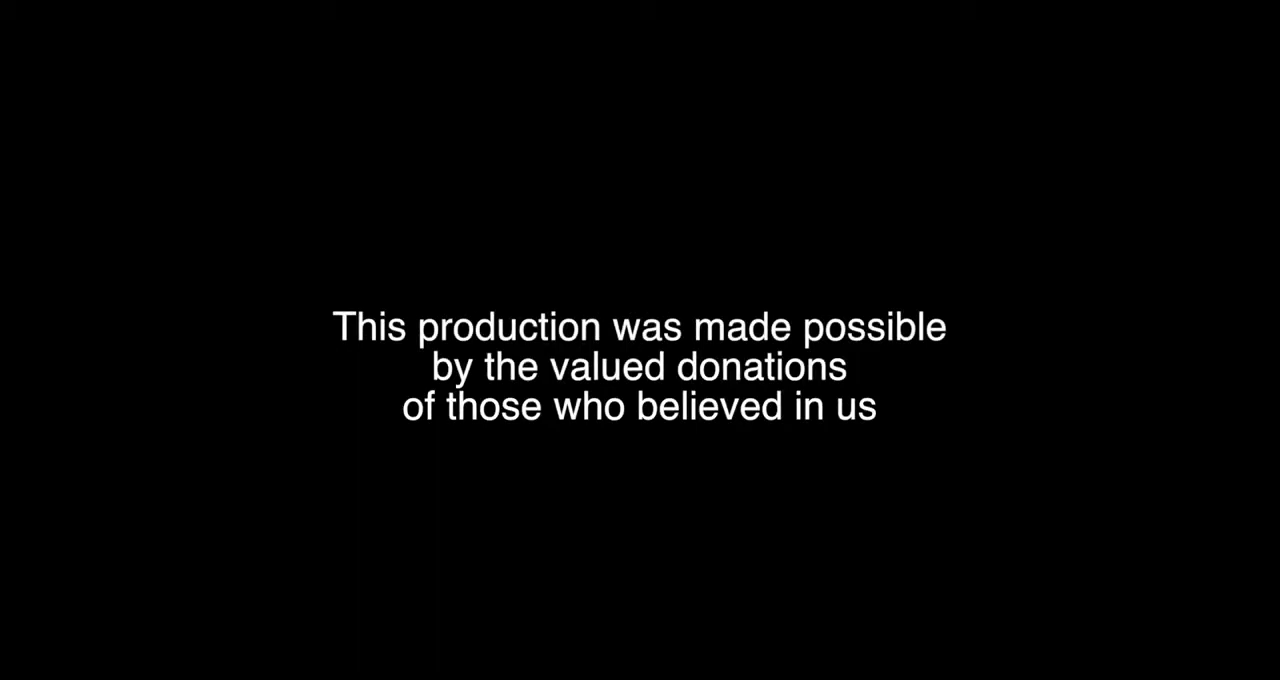 This production was made possible
by the valued donations
of those who believed in us